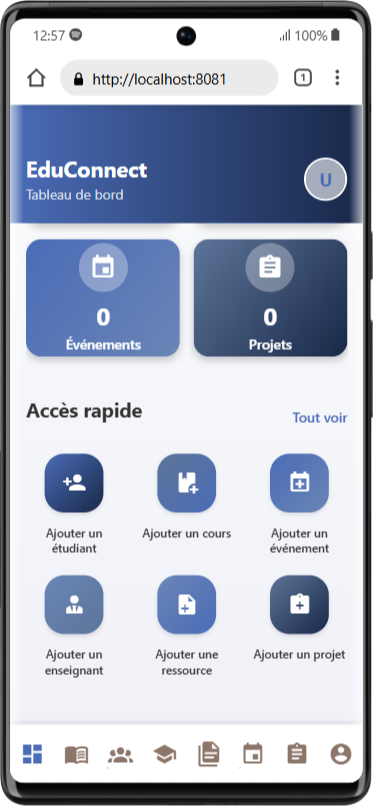 12:57
100%
http://localhost:8081
1
EduConnect
Tableau de bord
U
0
0
Événements
Projets
Accès rapide
Tout voir
Ajouter un étudiant
Ajouter un cours
Ajouter un événement
Ajouter un enseignant
Ajouter une ressource
Ajouter un projet